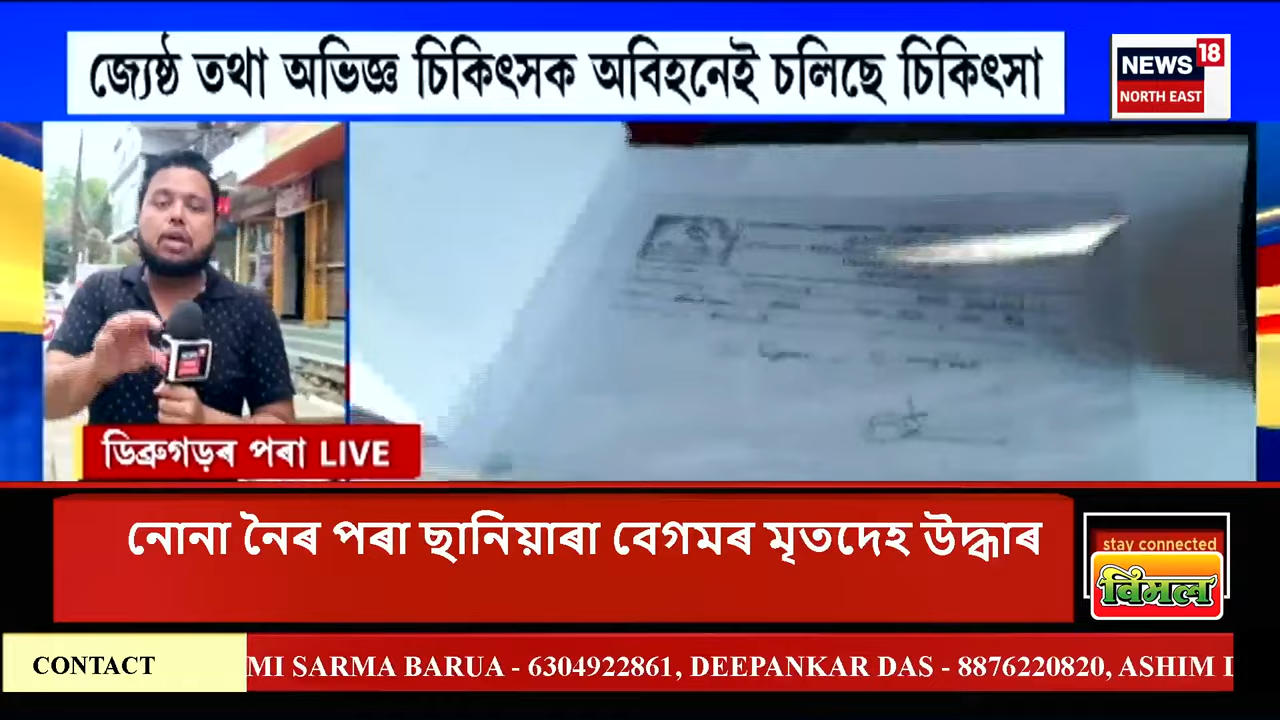 জ্যেষ্ঠ তথা অভিজ্ঞ চিকিৎসক অবিহনেই চলিছে চিকিৎসা
NEWS 18
NORTH EAST
ডিব্ৰুগড়ৰ পৰা LIVE
নোনা নৈৰ পৰা ছানিয়াৰা বেগমৰ মৃতদেহ উদ্ধাৰ
stay connected
विमल
CONTACT
MI SARMA BARUA - 6304922861, DEEPANKAR DAS - 8876220820, ASHIM